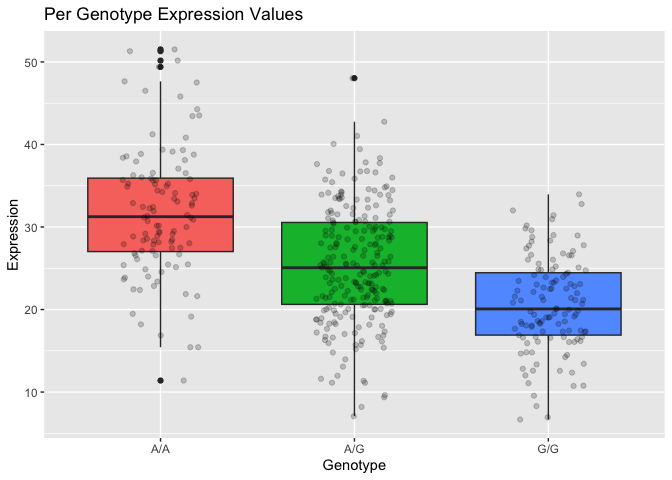 Per Genotype Expression Values
50
40
30
20
10
Expression
A/A
A/G
G/G
Genotype